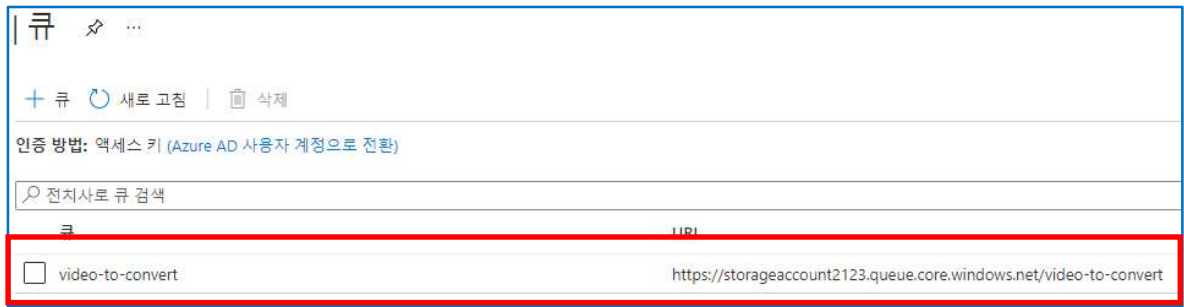 큐
+ 큐 새로 고침 삭제
인증 방법: 액세스 키 (Azure AD 사용자 계정으로 전환)
전치사로 큐 검색
큐 URL
video-to-convert https://storageaccount2123.queue.core.windows.net/video-to-convert